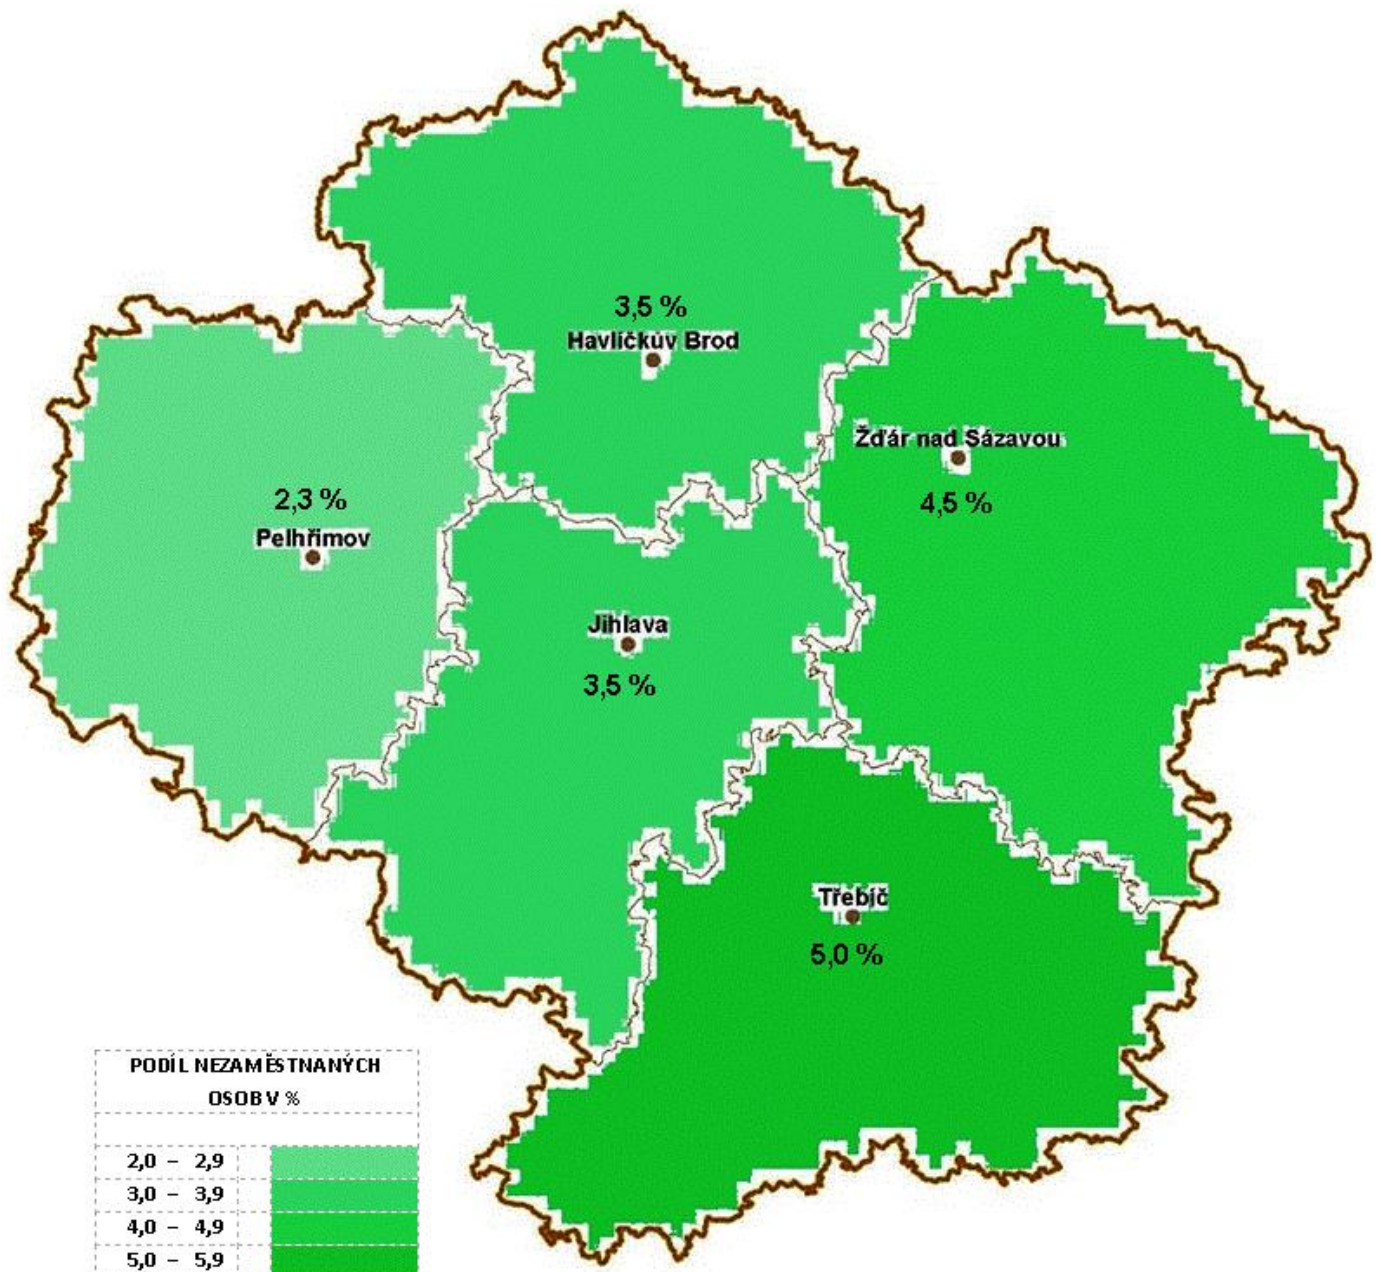 3,5 %
Havlíčkův Brod
Žďár nad Sázavou
4,5 %
2,3 %
Pelhřimov
Jihlava
3,5 %
Třebíč
5,0 %
PODÍL NEZAMĚSTNANÝCH
OSOB V %
2,0 – 2,9
3,0 – 3,9
4,0 – 4,9
5,0 – 5,9